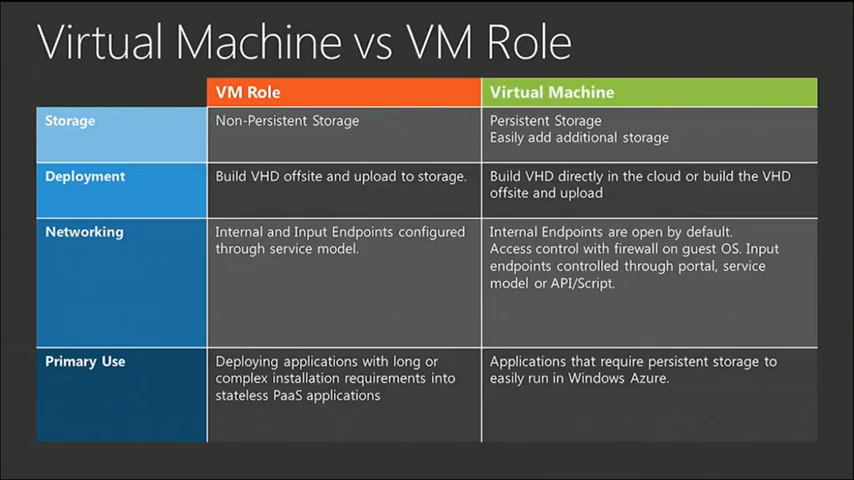 Virtual Machine vs VM Role
VM Role
Virtual Machine
Storage
Non-Persistent Storage
Persistent Storage
Easily add additional storage
Deployment
Build VHD offsite and upload to storage.
Build VHD directly in the cloud or build the VHD
offsite and upload
Networking
Internal and Input Endpoints configured
through service model.
Internal Endpoints are open by default.
Access control with firewall on guest OS. Input
endpoints controlled through portal, service
model or API/Script.
Primary Use
Deploying applications with long or
complex installation requirements into
stateless PaaS applications
Applications that require persistent storage to
easily run in Windows Azure.